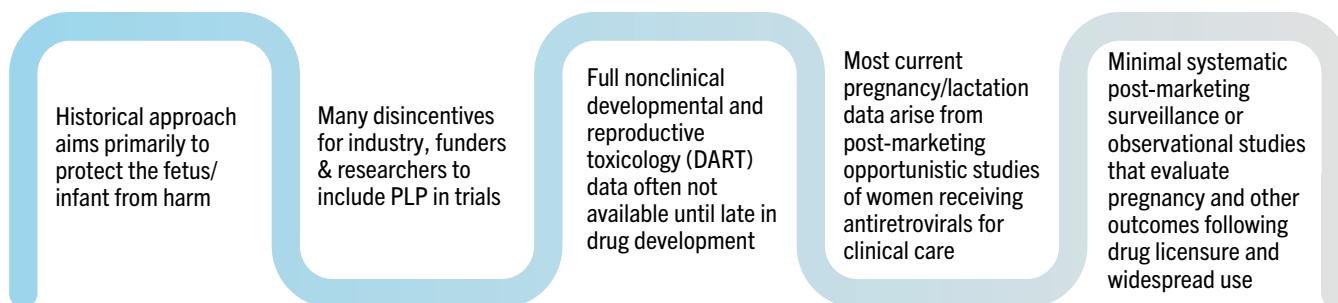 Historical approach
aims primarily to
protect the fetus/
infant from harm
Many disincentives
for industry, funders
& researchers to
include PLP in trials
Full nonclinical
developmental and
reproductive
toxicology (DART)
data often not
available until late in
drug development
Most current
pregnancy/lactation
data arise from
post-marketing
opportunistic studies
of women receiving
antiretrovirals for
clinical care
Minimal systematic
post-marketing
surveillance or
observational studies
that evaluate
pregnancy and other
outcomes following
drug licensure and
widespread use